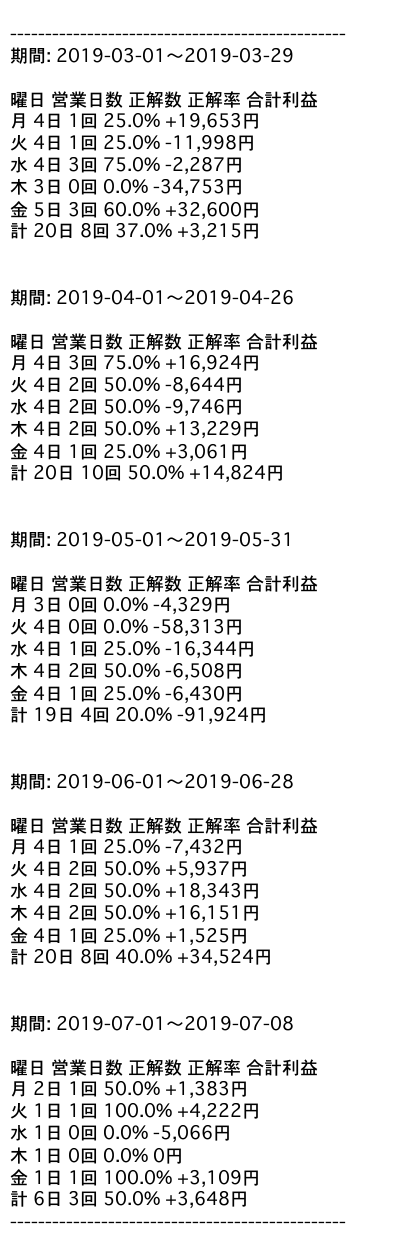 ------------------------------------------------
期間: 2019-03-01〜2019-03-29
曜日 営業日数 正解数 正解率 合計利益
月 4日 1回 25.0% +19,653円
火 4日 1回 25.0% -11,998円
水 4日 3回 75.0% -2,287円
木 3日 0回 0.0% -34,753円
金 5日 3回 60.0% +32,600円
計 20日 8回 37.0% +3,215円
期間: 2019-04-01〜2019-04-26
曜日 営業日数 正解数 正解率 合計利益
月 4日 3回 75.0% +16,924円
火 4日 2回 50.0% -8,644円
水 4日 2回 50.0% -9,746円
木 4日 2回 50.0% +13,229円
金 4日 1回 25.0% +3,061円
計 20日 10回 50.0% +14,824円
期間: 2019-05-01〜2019-05-31
曜日 営業日数 正解数 正解率 合計利益
月 3日 0回 0.0% -4,329円
火 4日 0回 0.0% -58,313円
水 4日 1回 25.0% -16,344円
木 4日 2回 50.0% -6,508円
金 4日 1回 25.0% -6,430円
計 19日 4回 20.0% -91,924円
期間: 2019-06-01〜2019-06-28
曜日 営業日数 正解数 正解率 合計利益
月 4日 1回 25.0% -7,432円
火 4日 2回 50.0% +5,937円
水 4日 2回 50.0% +18,343円
木 4日 2回 50.0% +16,151円
金 4日 1回 25.0% +1,525円
計 20日 8回 40.0% +34,524円
期間: 2019-07-01〜2019-07-08
曜日 営業日数 正解数 正解率 合計利益
月 2日 1回 50.0% +1,383円
火 1日 1回 100.0% +4,222円
水 1日 0回 0.0% -5,066円
木 1日 0回 0.0% 0円
金 1日 1回 100.0% +3,109円
計 6日 3回 50.0% +3,648円
------------------------------------------------